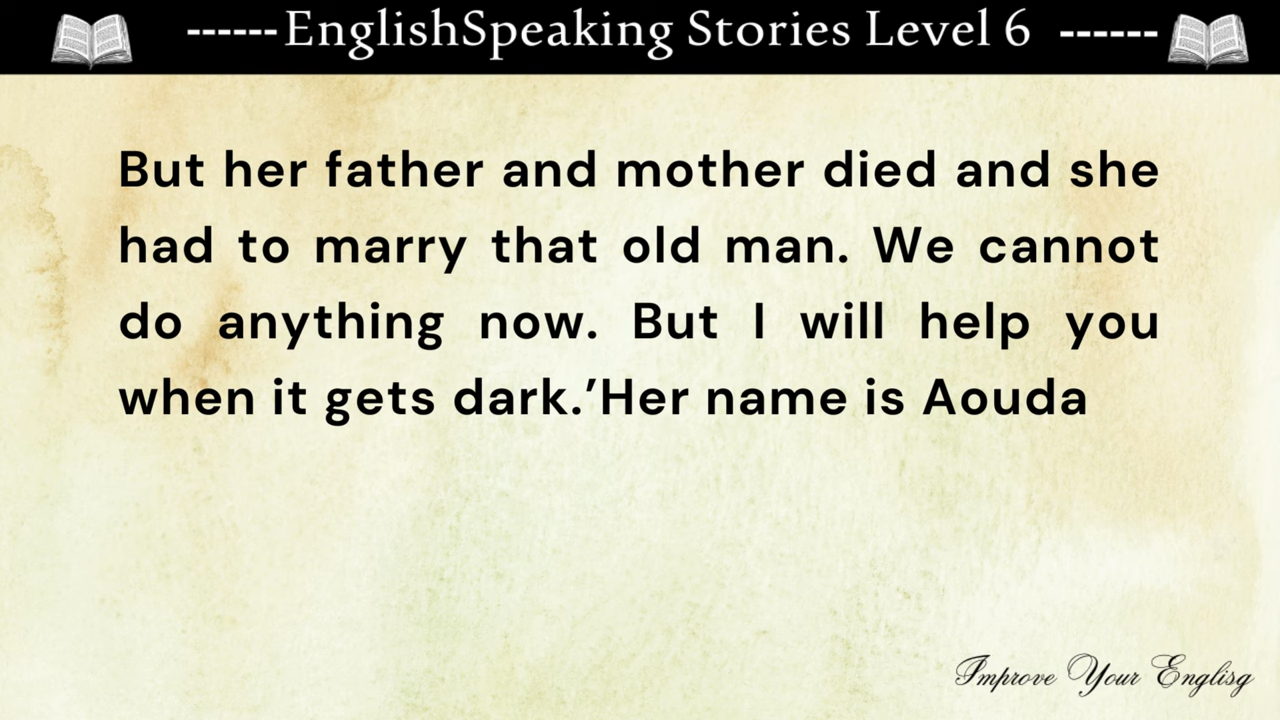 ------EnglishSpeaking Stories Level 6 ------
But her father and mother died and she
had to marry that old man. We cannot
do anything now. But I will help you
when it gets dark.’Her name is Aouda
Improve Your Englisg